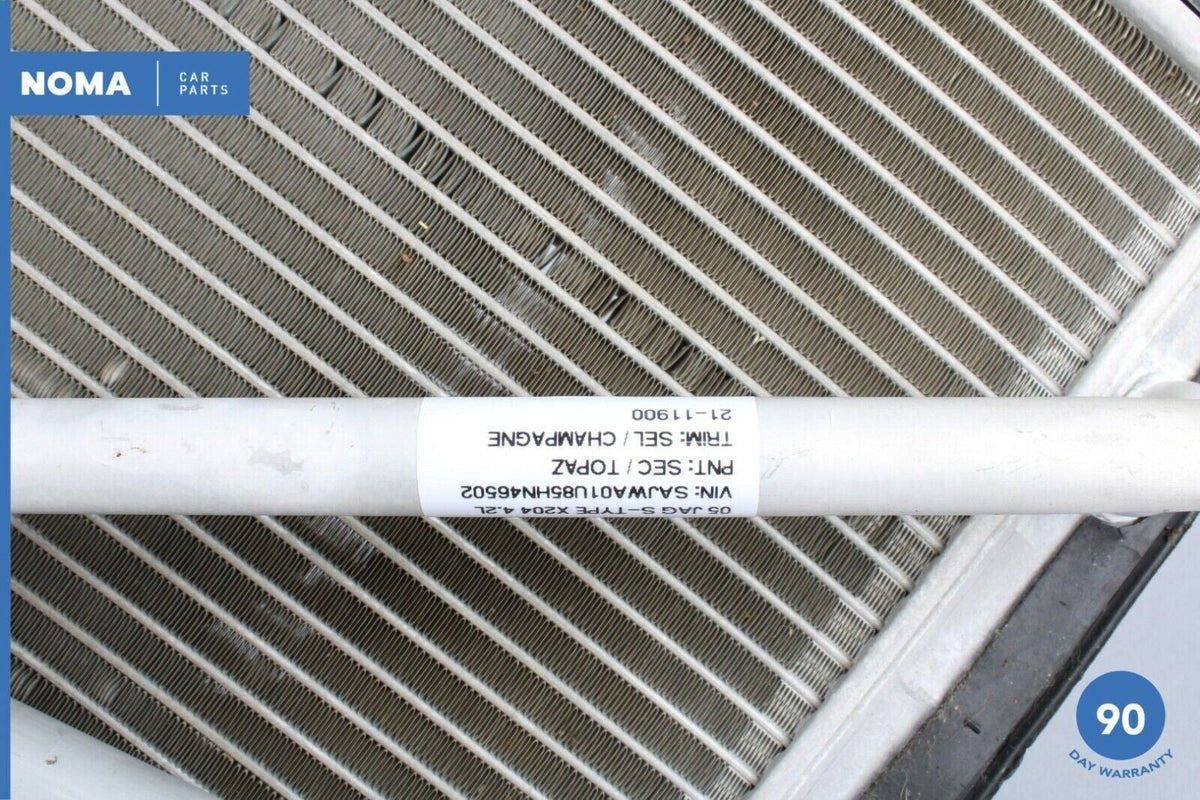 NOMA
CAR
PARTS
05 JAG S-TYPE X204 4.2L
VIN: SAJWA01U85HN46502
PNT: SEC / TOPAZ
TRIM: SEL / CHAMPAGNE
21-11900
90
DAY WARRANTY